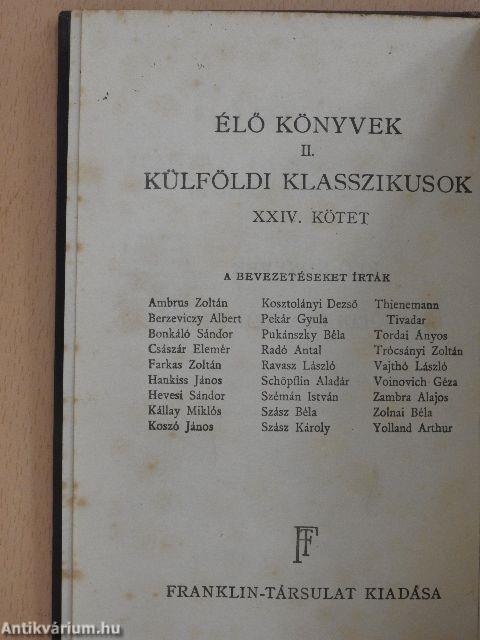 ÉLŐ KÖNYVEK
II.
KÜLFÖLDI KLASSZIKUSOK
XXIV. KÖTET
A BEVEZETÉSEKET ÍRTÁK
Ambrus Zoltán
Berzeviczy Albert
Bonkáló Sándor
Császár Elemér
Farkas Zoltán
Hankiss János
Hevesi Sándor
Kállay Miklós
Koszó János
Kosztolányi Dezső
Pekár Gyula
Pukánszky Béla
Radó Antal
Ravasz László
Schöpflin Aladár
Szémán István
Szász Béla
Szász Károly
Thienemann
Tivadar
Tordai Ányos
Trócsányi Zoltán
Vajthó László
Voinovich Géza
Zambra Alajos
Zolnai Béla
Yolland Arthur
FT
FRANKLIN-TÁRSULAT KIADÁSA
Antikvárium.hu